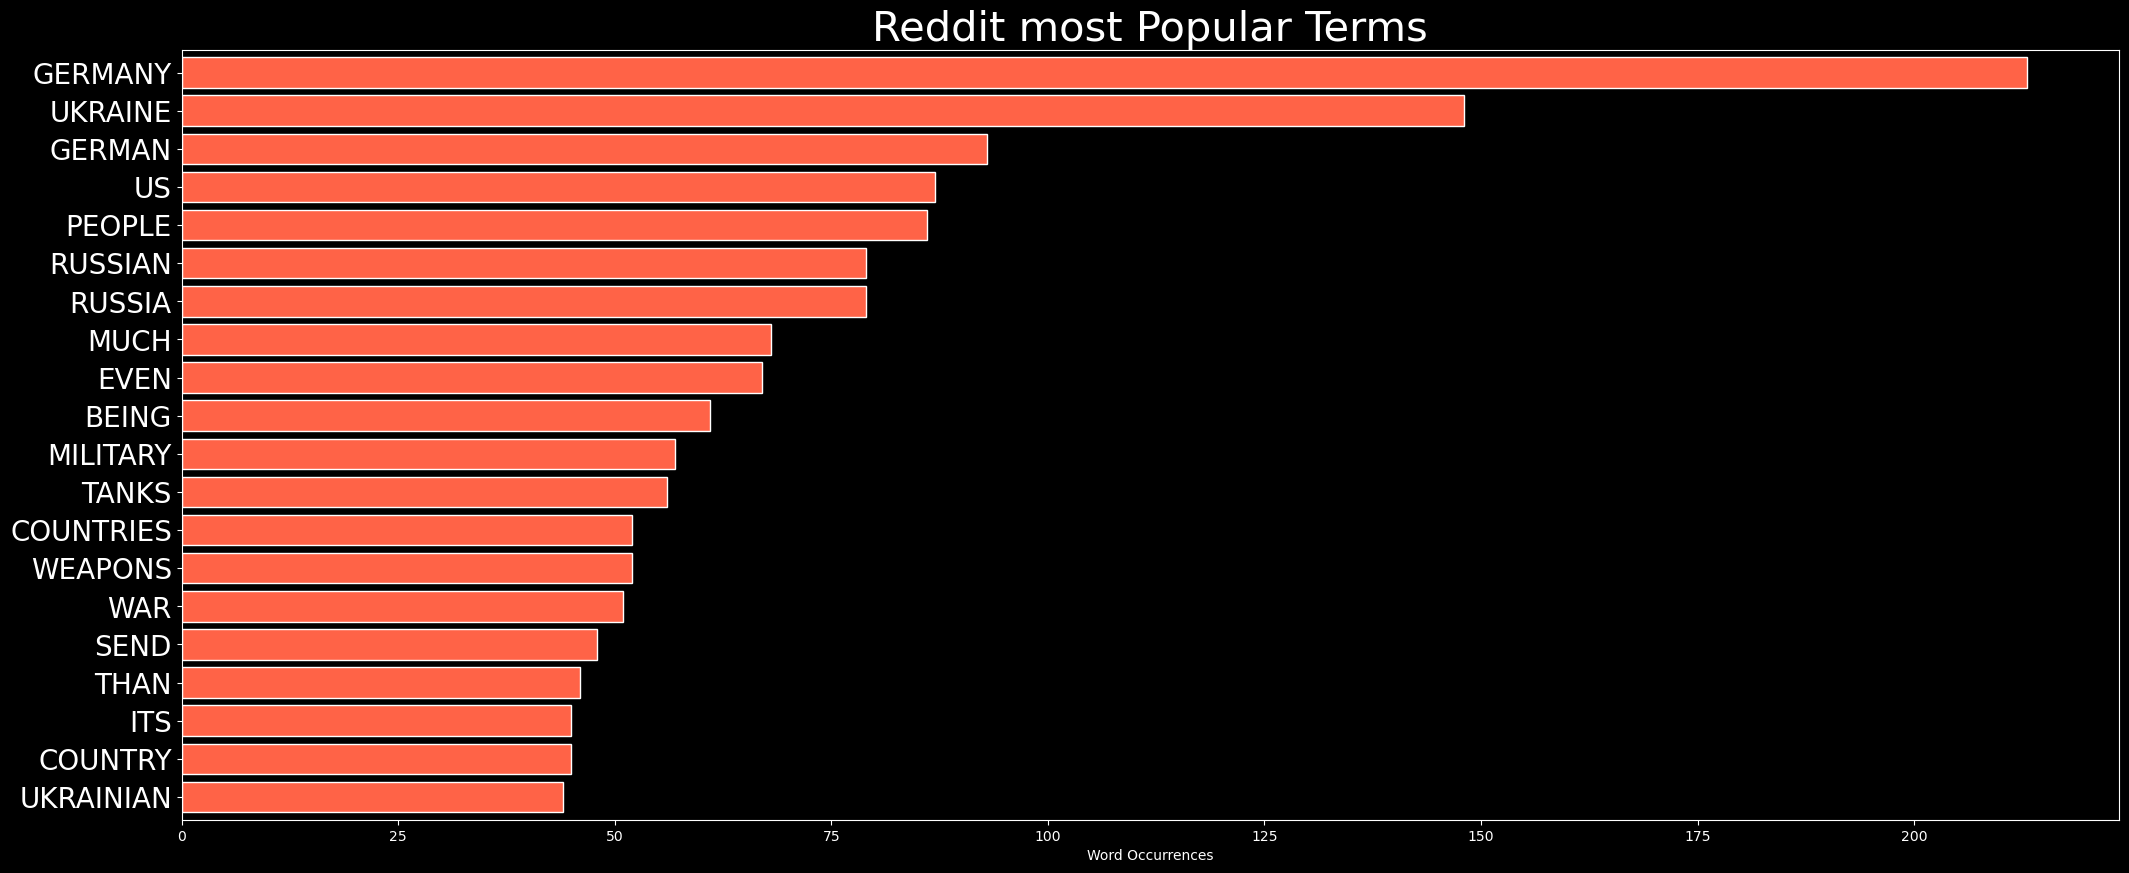 Reddit most Popular Terms
GERMANY
UKRAINE
GERMAN
US
PEOPLE
RUSSIAN
RUSSIA
MUCH
EVEN
BEING
MILITARY
TANKS
COUNTRIES
WEAPONS
WAR
SEND
THAN
ITS
COUNTRY
UKRAINIAN
0 25 50 75 100 125 150 175 200
Word Occurrences